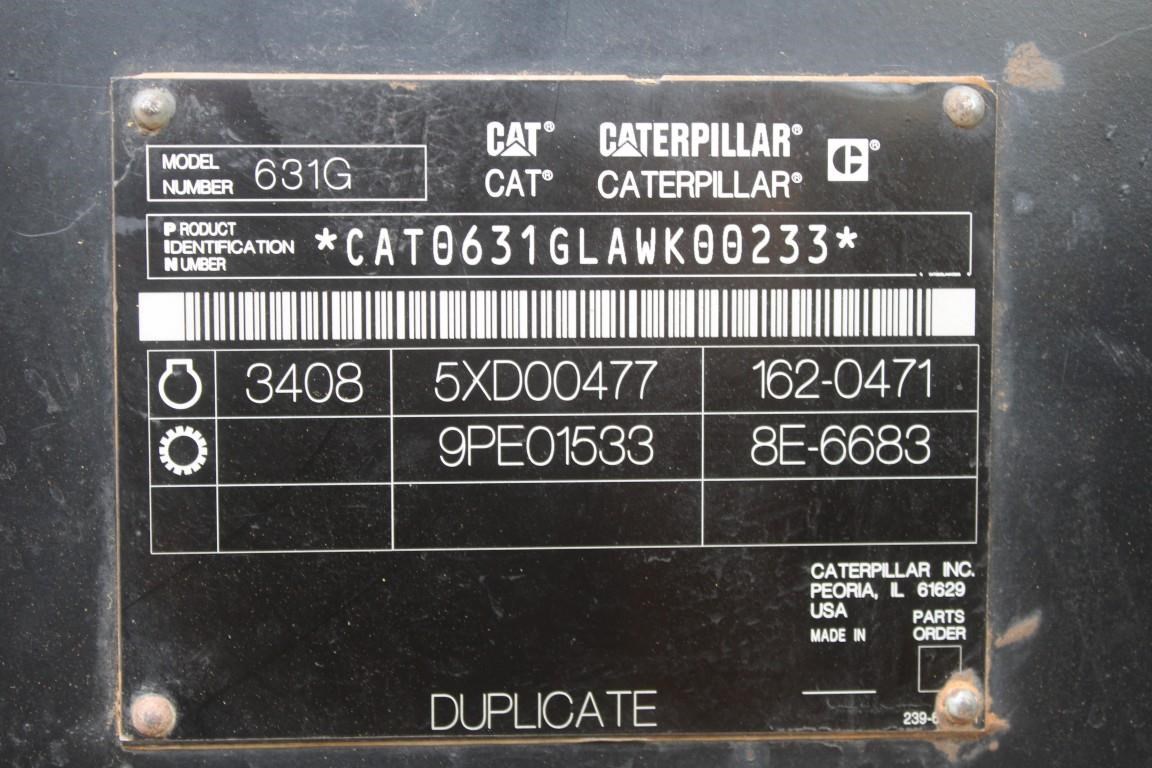 CAT® CATERPILLAR® ®
MODEL
NUMBER 631G
CAT® CATERPILLAR®
PRODUCT
IDENTIFICATION
NUMBER *CAT0631GLAWK00233*
3408 5XD00477 162-0471
9PE01533 8E-6683
CATERPILLAR INC.
PEORIA, IL 61629
USA
PARTS
MADE IN ORDER
DUPLICATE